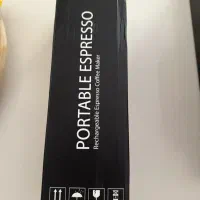 PORTABLE ESPRESSO
Rechargeable Espresso Coffee Maker